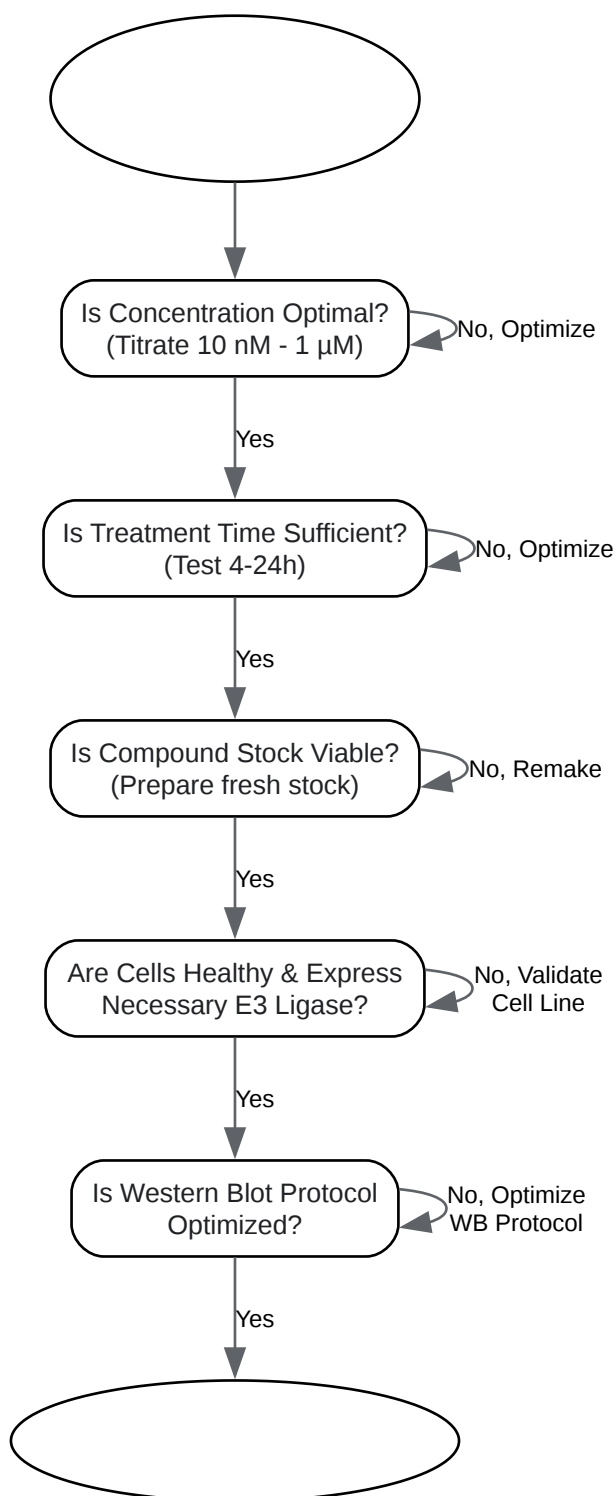 Is Concentration Optimal?
(Titrate 10 nM - 1 µM)
No, Optimize
Yes
Is Treatment Time Sufficient?
(Test 4-24h)
No, Optimize
Yes
Is Compound Stock Viable?
(Prepare fresh stock)
No, Remake
Yes
Are Cells Healthy & Express
Necessary E3 Ligase?
No, Validate
Cell Line
Yes
Is Western Blot Protocol
Optimized?
No, Optimize
WB Protocol
Yes